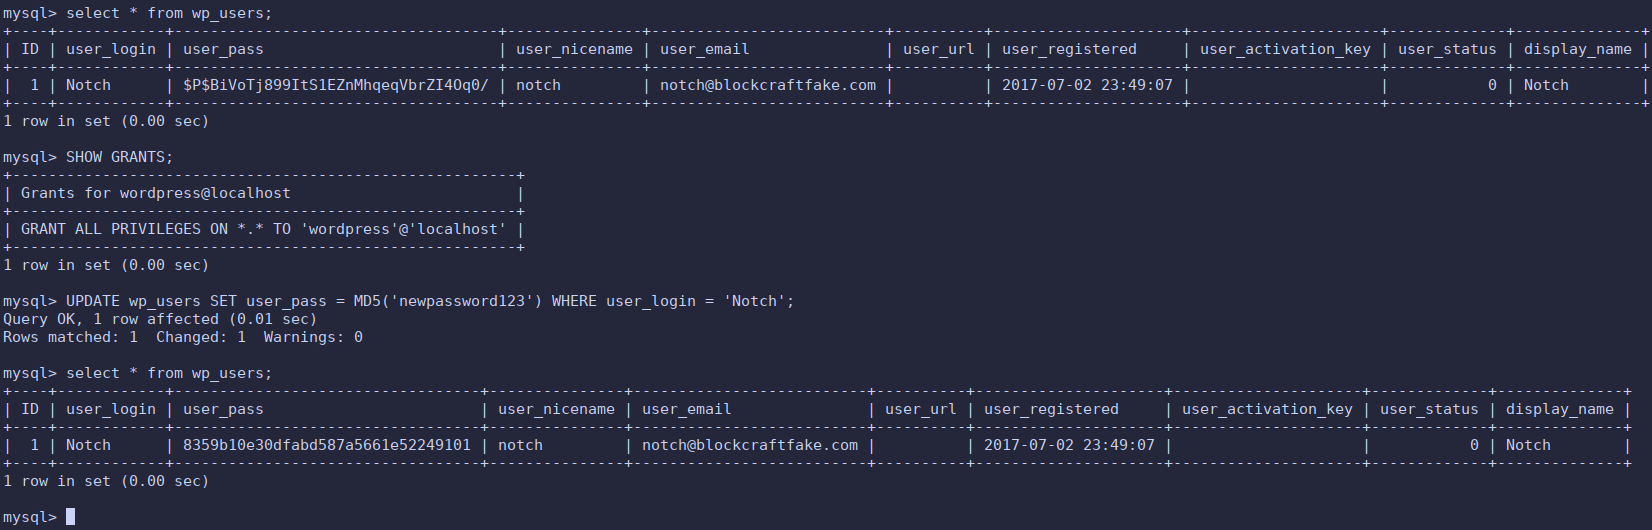 mysql> select * from wp_users;
+----+------------+------------------------------------+---------------+--------------------------+----------+---------------------+---------------------+-------------+--------------+
| ID | user_login | user_pass                          | user_nicename | user_email               | user_url | user_registered     | user_activation_key | user_status | display_name |
+----+------------+------------------------------------+---------------+--------------------------+----------+---------------------+---------------------+-------------+--------------+
|  1 | Notch      | $P$BiVoTj899ItS1EZnMhqeqVbrZI4Oq0/ | notch         | notch@blockcraftfake.com |          | 2017-07-02 23:49:07 |                     |           0 | Notch        |
+----+------------+------------------------------------+---------------+--------------------------+----------+---------------------+---------------------+-------------+--------------+
1 row in set (0.00 sec)
mysql> SHOW GRANTS;
+--------------------------------------------------------+
| Grants for wordpress@localhost                         |
+--------------------------------------------------------+
| GRANT ALL PRIVILEGES ON *.* TO 'wordpress'@'localhost' |
+--------------------------------------------------------+
1 row in set (0.00 sec)
mysql> UPDATE wp_users SET user_pass = MD5('newpassword123') WHERE user_login = 'Notch';
Query OK, 1 row affected (0.01 sec)
Rows matched: 1  Changed: 1  Warnings: 0
mysql> select * from wp_users;
+----+------------+----------------------------------+---------------+--------------------------+----------+---------------------+---------------------+-------------+--------------+
| ID | user_login | user_pass                        | user_nicename | user_email               | user_url | user_registered     | user_activation_key | user_status | display_name |
+----+------------+----------------------------------+---------------+--------------------------+----------+---------------------+---------------------+-------------+--------------+
|  1 | Notch      | 8359b10e30dfabd587a5661e52249101 | notch         | notch@blockcraftfake.com |          | 2017-07-02 23:49:07 |                     |           0 | Notch        |
+----+------------+----------------------------------+---------------+--------------------------+----------+---------------------+---------------------+-------------+--------------+
1 row in set (0.00 sec)
mysql>